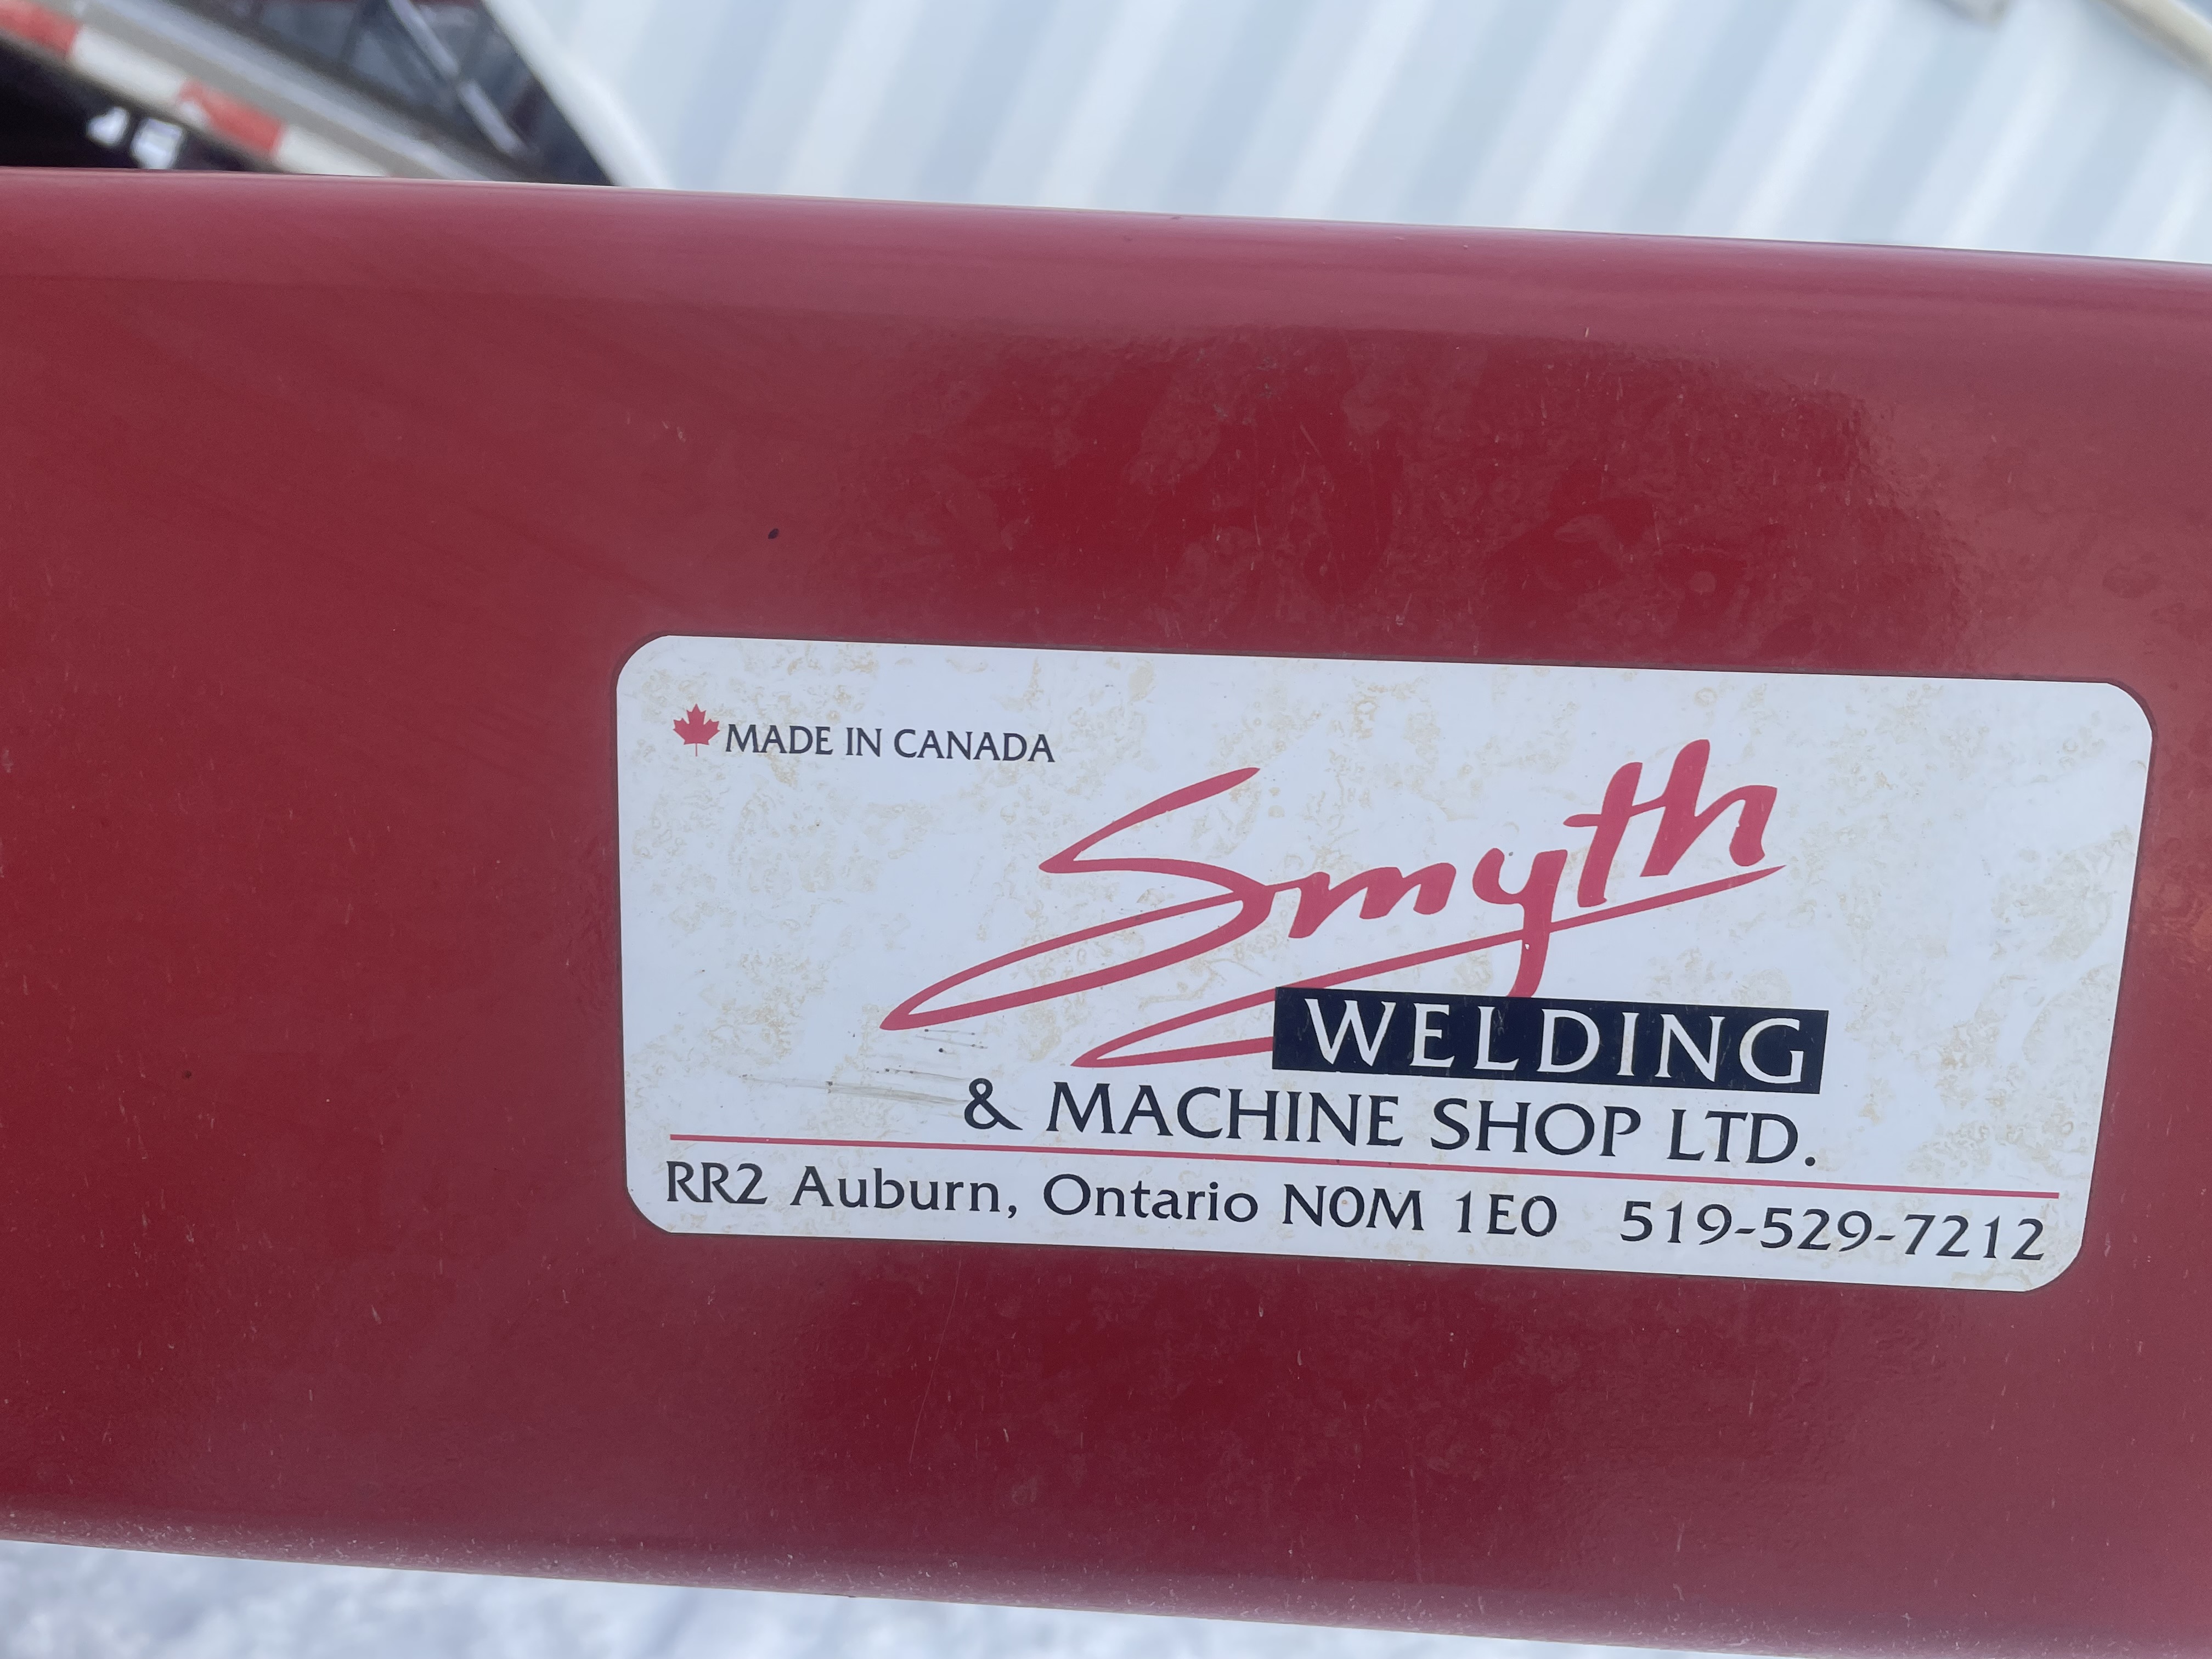 MADE IN CANADA
Smyth
WELDING
& MACHINE SHOP LTD.
RR2 Auburn, Ontario N0M 1E0 519-529-7212